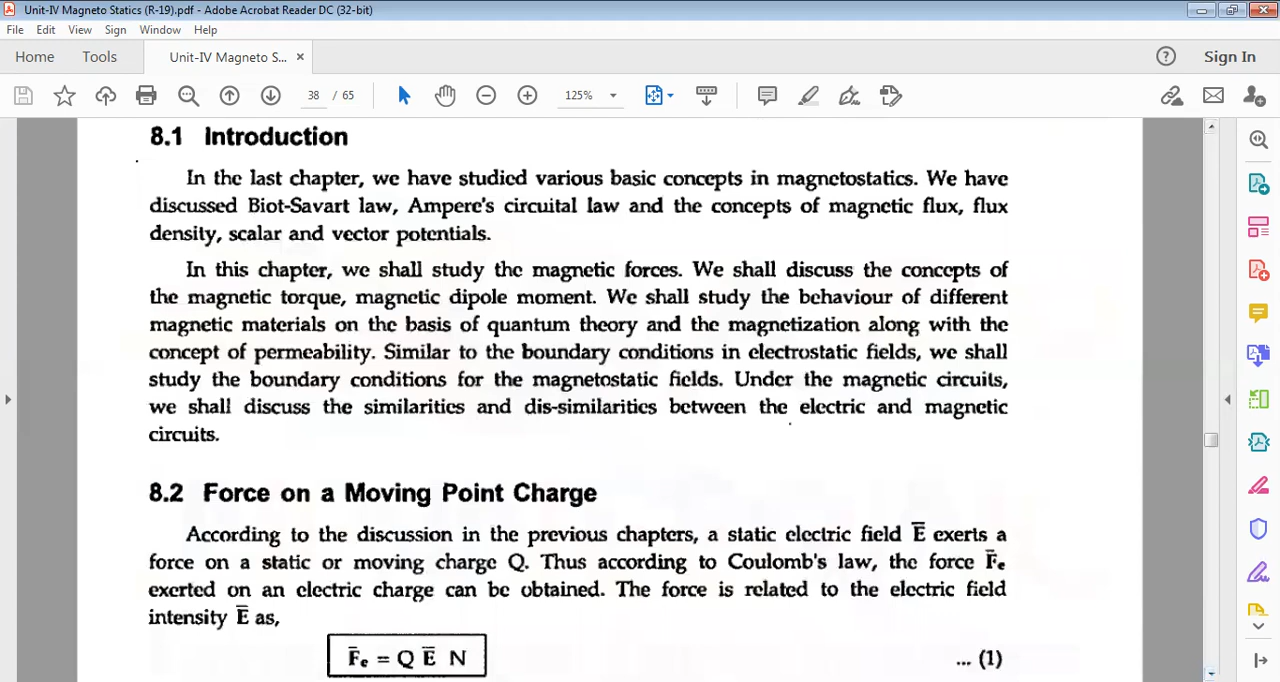 Unit-IV Magneto Statics (R-19).pdf - Adobe Acrobat Reader DC (32-bit)
File Edit View Sign Window Help
Home Tools Unit-IV Magneto S... × Sign In
38 / 65 125%
8.1 Introduction
In the last chapter, we have studied various basic concepts in magnetostatics. We have
discussed Biot-Savart law, Ampere's circuital law and the concepts of magnetic flux, flux
density, scalar and vector potentials.
In this chapter, we shall study the magnetic forces. We shall discuss the concepts of
the magnetic torque, magnetic dipole moment. We shall study the behaviour of different
magnetic materials on the basis of quantum theory and the magnetization along with the
concept of permeability. Similar to the boundary conditions in electrostatic fields, we shall
study the boundary conditions for the magnetostatic fields. Under the magnetic circuits,
we shall discuss the similarities and dis-similarities between the electric and magnetic
circuits.
8.2 Force on a Moving Point Charge
According to the discussion in the previous chapters, a static electric field E̅ exerts a
force on a static or moving charge Q. Thus according to Coulomb's law, the force F̅ₑ
exerted on an electric charge can be obtained. The force is related to the electric field
intensity E̅ as,
F̅ₑ = Q E̅ N ... (1)